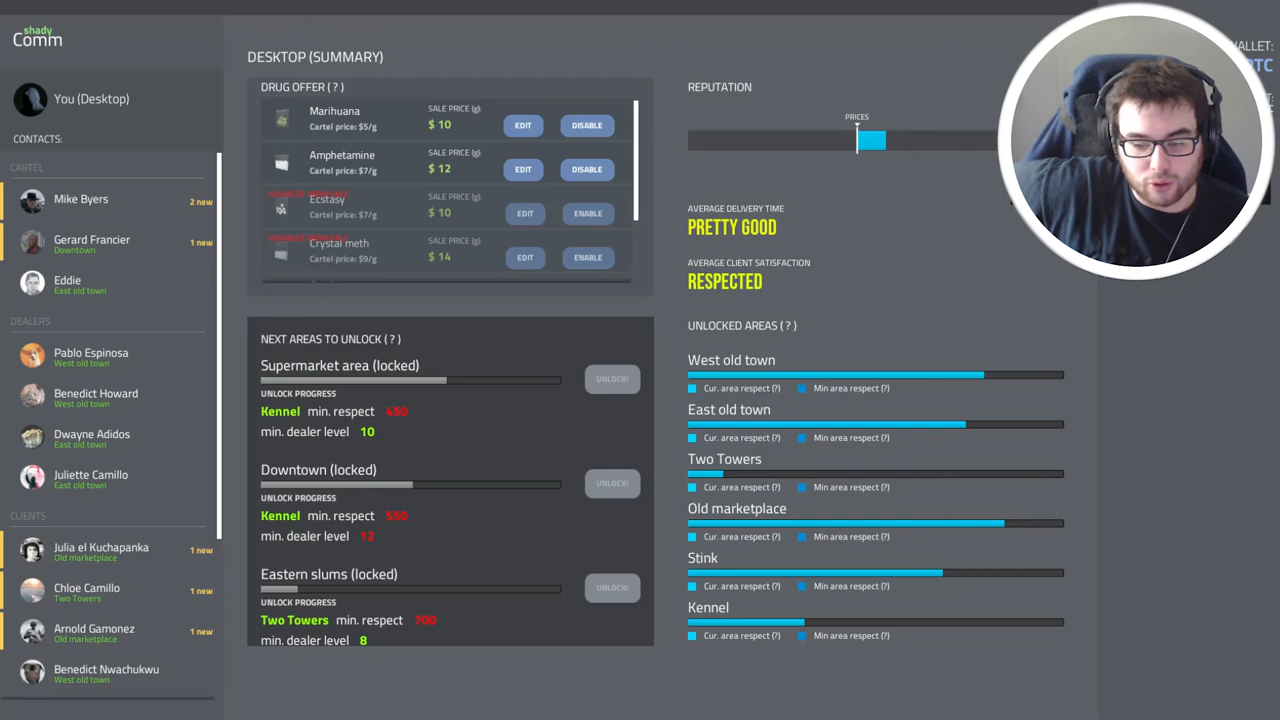 shady
Comm
You (Desktop)
CONTACTS:
CARTEL
Mike Byers
2 new
Gerard Francier
Downtown
1 new
Eddie
East old town
DEALERS
Pablo Espinosa
West old town
Benedict Howard
West old town
Dwayne Adidos
East old town
Juliette Camillo
East old town
CLIENTS
Julia el Kuchapanka
Old marketplace
1 new
Chloe Camillo
Two Towers
1 new
Arnold Gamonez
Old marketplace
1 new
Benedict Nwachukwu
West old town
DESKTOP (SUMMARY)
DRUG OFFER ( ? )
Marihuana
Cartel price: $5/g
SALE PRICE (g):
$ 10
EDIT
DISABLE
Amphetamine
Cartel price: $7/g
SALE PRICE (g):
$ 12
EDIT
DISABLE
Ecstasy
Cartel price: $7/g
SALE PRICE (g):
$ 10
EDIT
ENABLE
Crystal meth
Cartel price: $9/g
SALE PRICE (g):
$ 14
EDIT
ENABLE
NEXT AREAS TO UNLOCK ( ? )
Supermarket area (locked)
UNLOCK!
UNLOCK PROGRESS
Kennel min. respect 450
min. dealer level 10
Downtown (locked)
UNLOCK!
UNLOCK PROGRESS
Kennel min. respect 550
min. dealer level 12
Eastern slums (locked)
UNLOCK!
UNLOCK PROGRESS
Two Towers min. respect 700
min. dealer level 8
REPUTATION
PRICES
AVERAGE DELIVERY TIME
PRETTY GOOD
AVERAGE CLIENT SATISFACTION
RESPECTED
UNLOCKED AREAS ( ? )
West old town
Cur. area respect (?) Min area respect (?)
East old town
Cur. area respect (?) Min area respect (?)
Two Towers
Cur. area respect (?) Min area respect (?)
Old marketplace
Cur. area respect (?) Min area respect (?)
Stink
Cur. area respect (?) Min area respect (?)
Kennel
Cur. area respect (?) Min area respect (?)